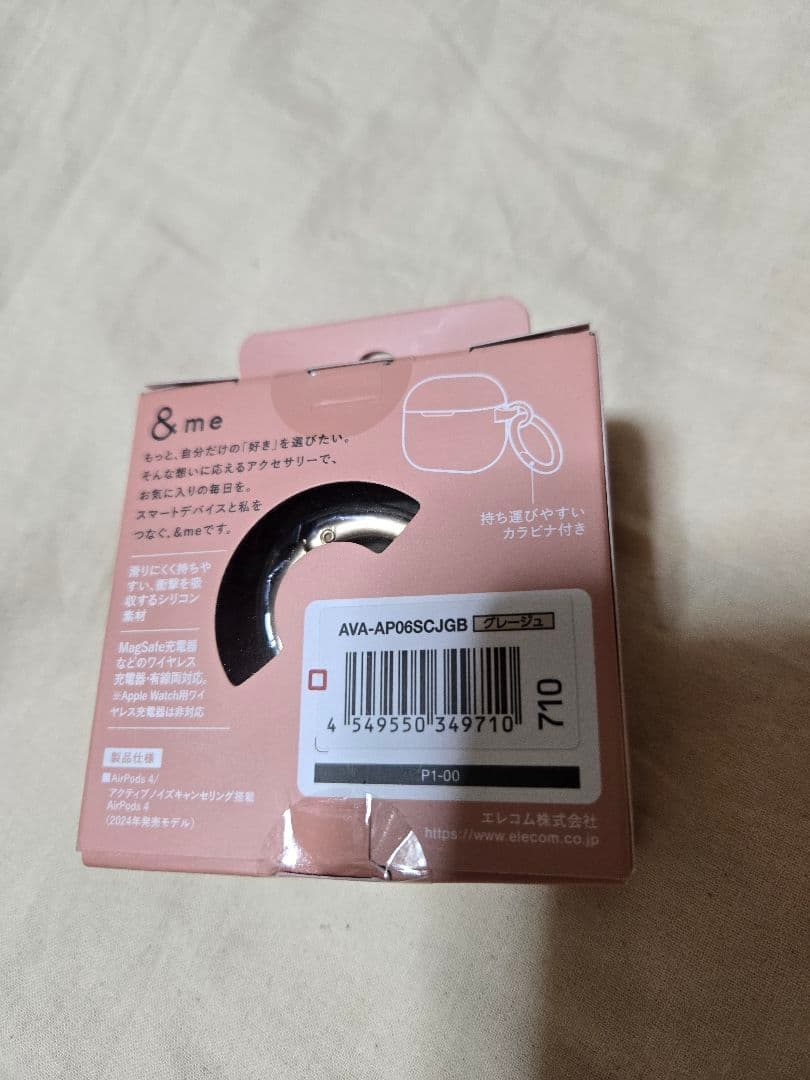 &me
もっと、自分だけの「好き」を選びたい。
そんな想いに応えるアクセサリーで、
お気に入りの毎日を。
スマートデバイスと私を
つなぐ、&meです。
持ち運びやすい
カラビナ付き
滑りにくく持ちや
すい、衝撃を吸
収するシリコン
素材
MagSafe充電器
などのワイヤレス
充電器・有線両対応。
※Apple Watch用ワイ
ヤレス充電器は非対応
製品仕様
■AirPods 4/
アクティブノイズキャンセリング搭載
AirPods 4
(2024年発売モデル)
AVA-AP06SCJGB グレージュ
4 549550 349710
710
P1-00
エレコム株式会社
https://www.elecom.co.jp